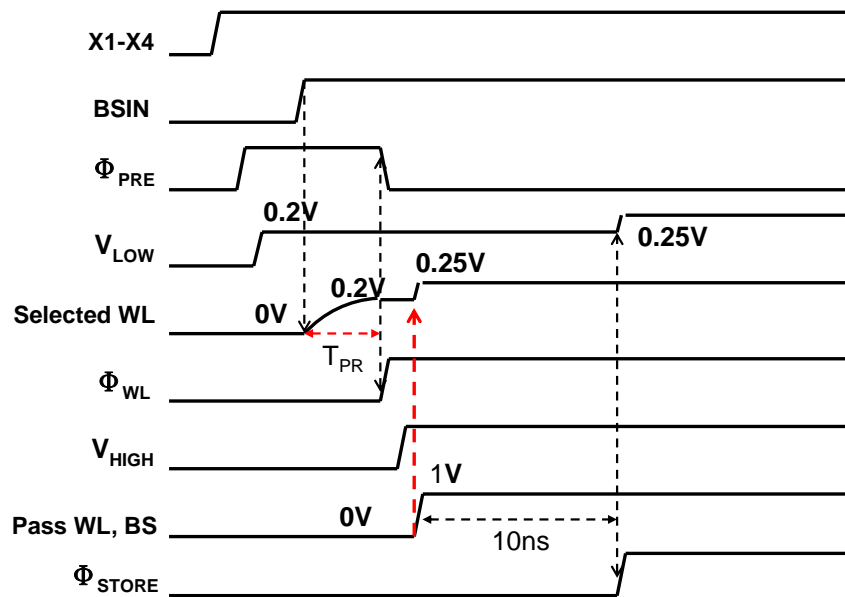 X1-X4
BSIN
ΦPRE
0.2V
VLOW
0.25V
0.25V
0.2V
0V
Selected WL
TPR
ΦWL
VHIGH
1V
0V
Pass WL, BS
10ns
ΦSTORE